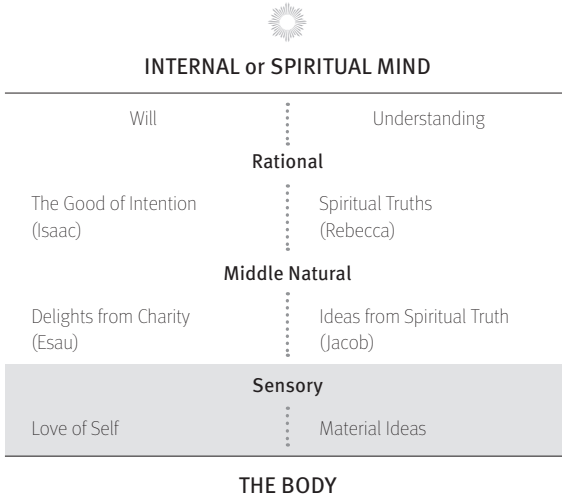 INTERNAL or SPIRITUAL MIND
Will Understanding
Rational
The Good of Intention Spiritual Truths
(Isaac) (Rebecca)
Middle Natural
Delights from Charity Ideas from Spiritual Truth
(Esau) (Jacob)
Sensory
Love of Self Material Ideas
THE BODY